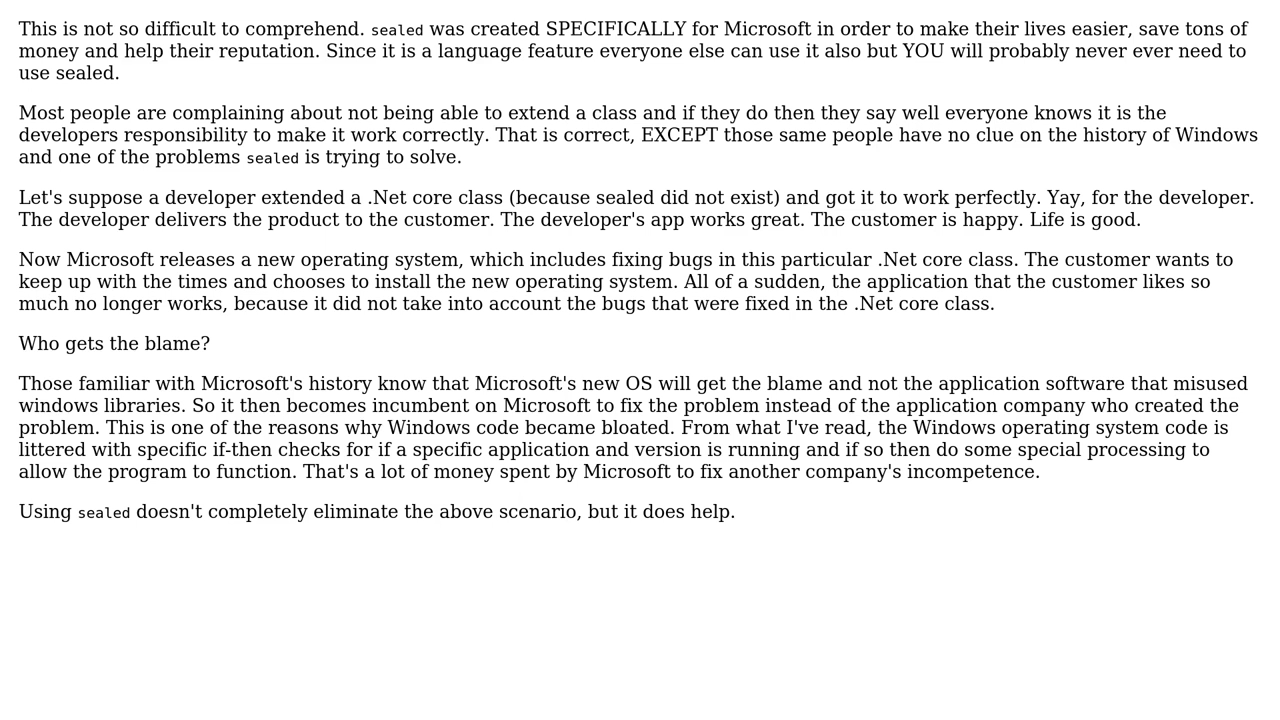 This is not so difficult to comprehend. sealed was created SPECIFICALLY for Microsoft in order to make their lives easier, save tons of
money and help their reputation. Since it is a language feature everyone else can use it also but YOU will probably never ever need to
use sealed.
Most people are complaining about not being able to extend a class and if they do then they say well everyone knows it is the
developers responsibility to make it work correctly. That is correct, EXCEPT those same people have no clue on the history of Windows
and one of the problems sealed is trying to solve.
Let's suppose a developer extended a .Net core class (because sealed did not exist) and got it to work perfectly. Yay, for the developer.
The developer delivers the product to the customer. The developer's app works great. The customer is happy. Life is good.
Now Microsoft releases a new operating system, which includes fixing bugs in this particular .Net core class. The customer wants to
keep up with the times and chooses to install the new operating system. All of a sudden, the application that the customer likes so
much no longer works, because it did not take into account the bugs that were fixed in the .Net core class.
Who gets the blame?
Those familiar with Microsoft's history know that Microsoft's new OS will get the blame and not the application software that misused
windows libraries. So it then becomes incumbent on Microsoft to fix the problem instead of the application company who created the
problem. This is one of the reasons why Windows code became bloated. From what I've read, the Windows operating system code is
littered with specific if-then checks for if a specific application and version is running and if so then do some special processing to
allow the program to function. That's a lot of money spent by Microsoft to fix another company's incompetence.
Using sealed doesn't completely eliminate the above scenario, but it does help.